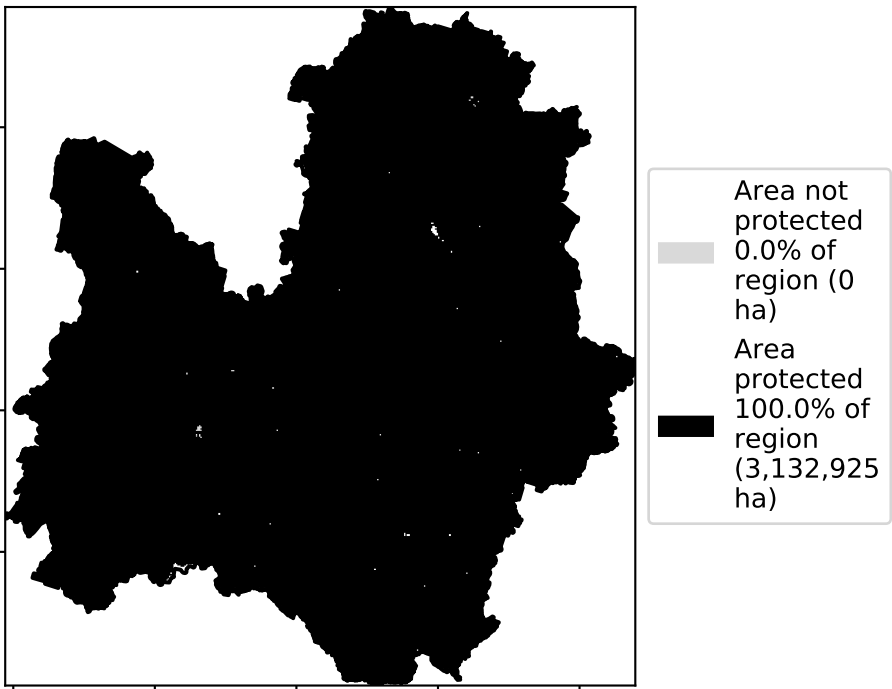 Area not
protected
0.0% of
region (0
ha)
Area
protected
100.0% of
region
(3,132,925
ha)